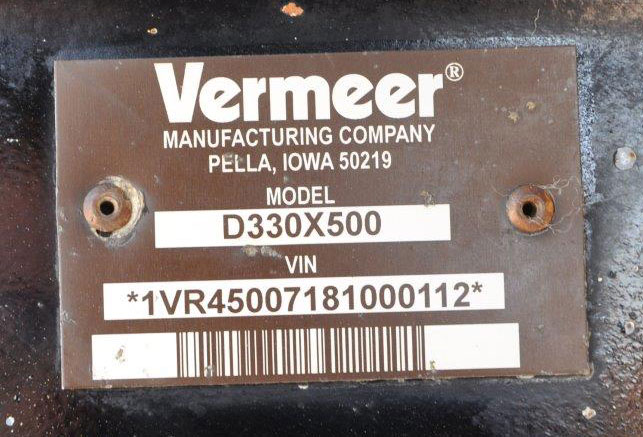 Vermeer®
MANUFACTURING COMPANY
PELLA, IOWA 50219
MODEL
D330X500
VIN
*1VR45007181000112*